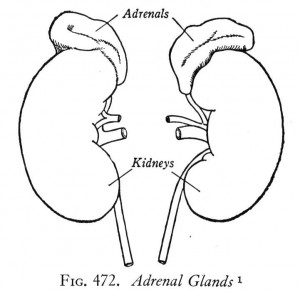 Adrenals
Kidneys
FIG. 472. Adrenal Glands 1